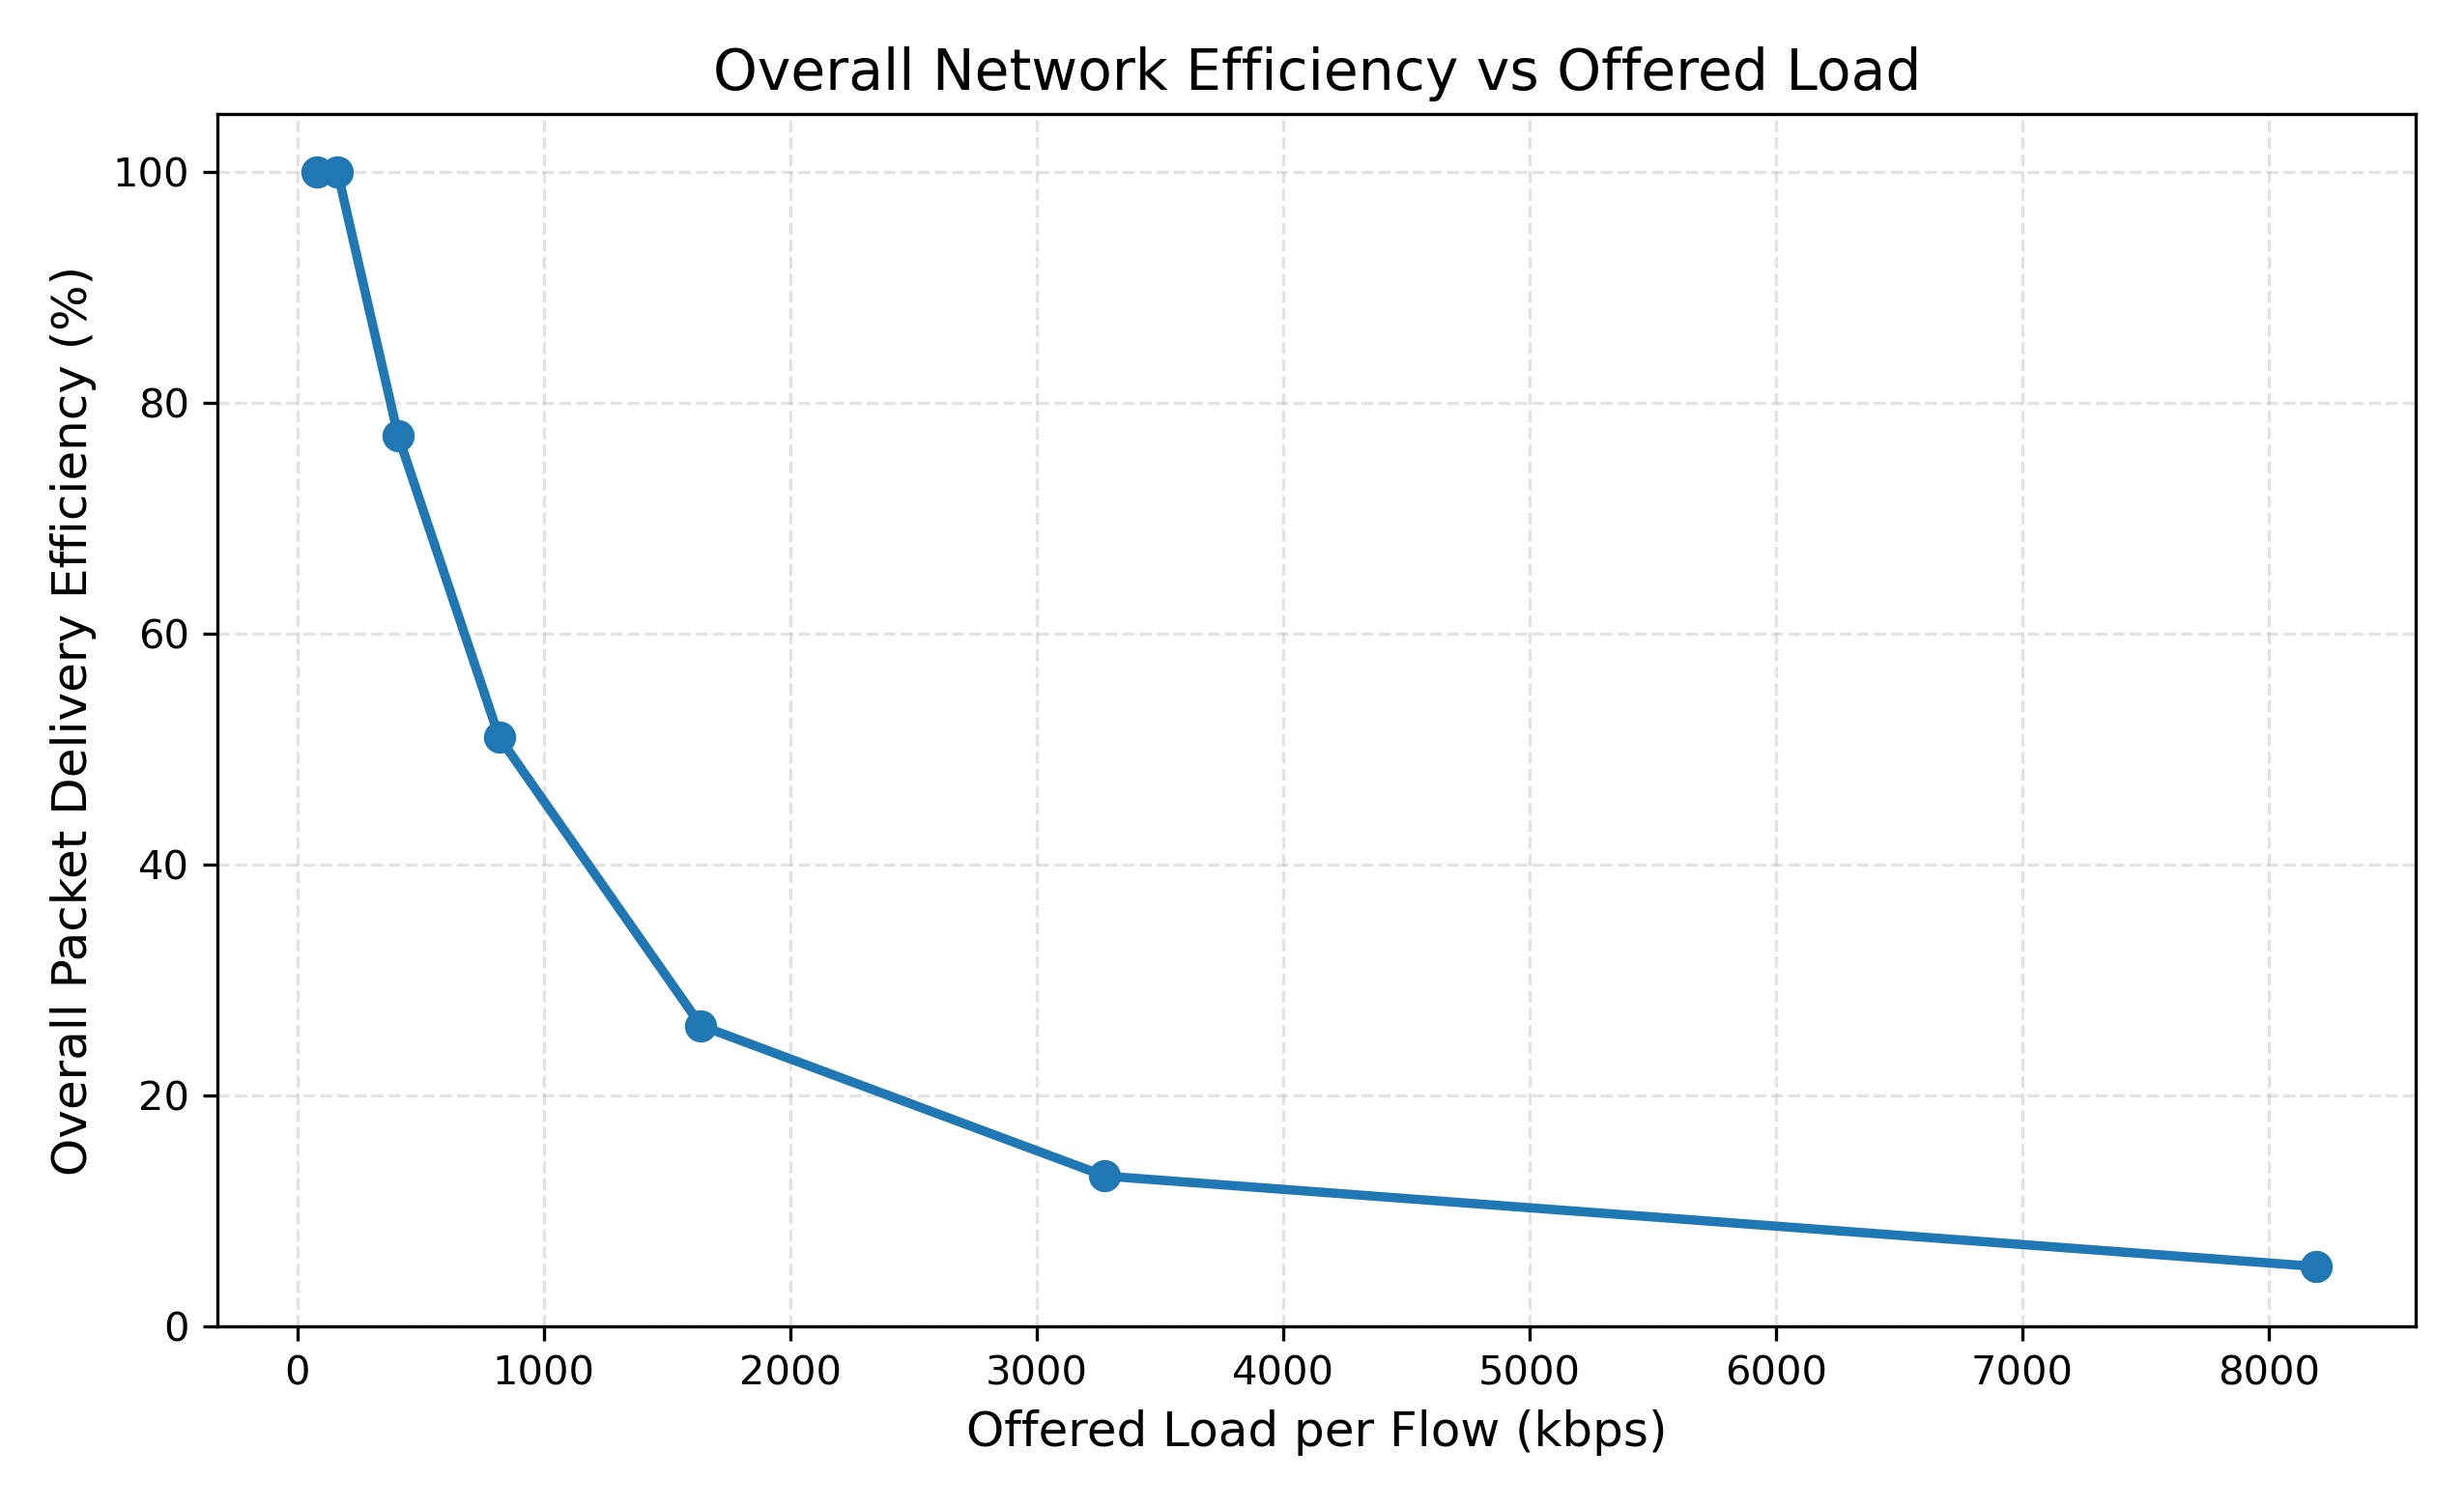 Overall Network Efficiency vs Offered Load
Overall Packet Delivery Efficiency (%)
100
80
60
40
20
0
0 1000 2000 3000 4000 5000 6000 7000 8000
Offered Load per Flow (kbps)